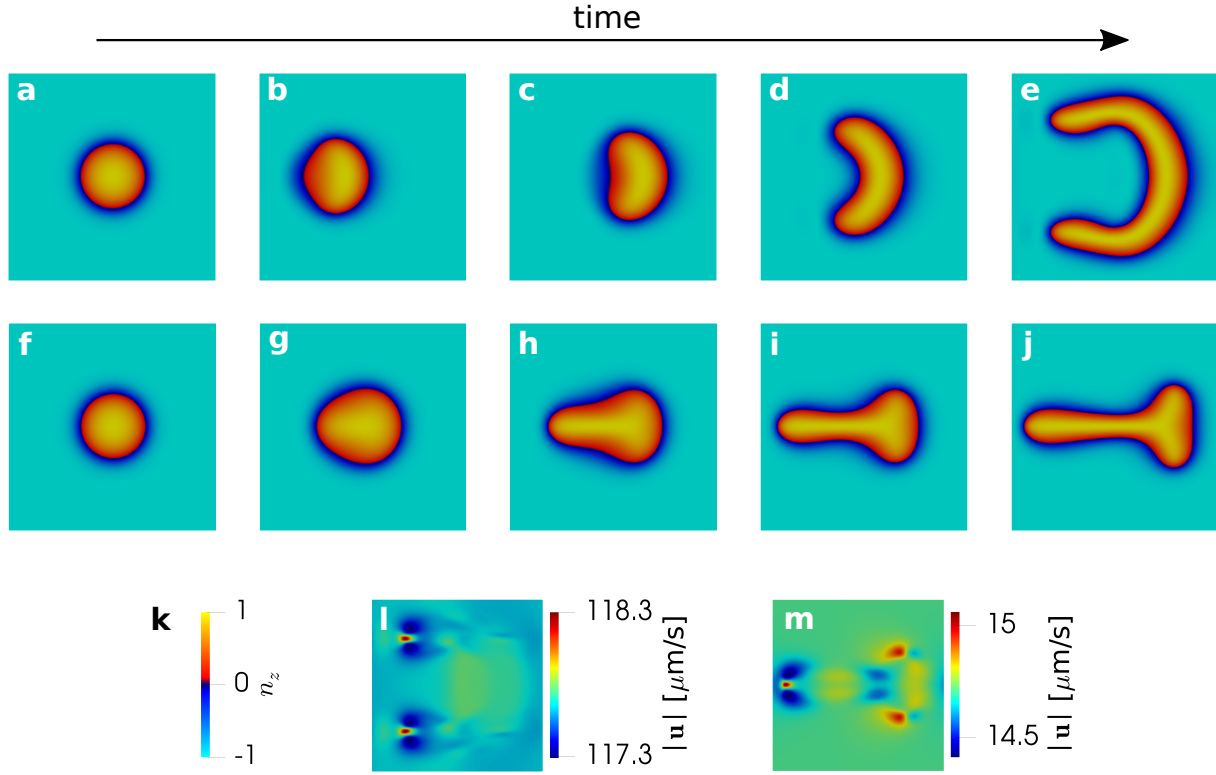 time
a b c d e
f g h i j
k 1 0 -1 n_z
l 118.3 117.3 |u| [μm/s]
m 15 14.5 |u| [μm/s]